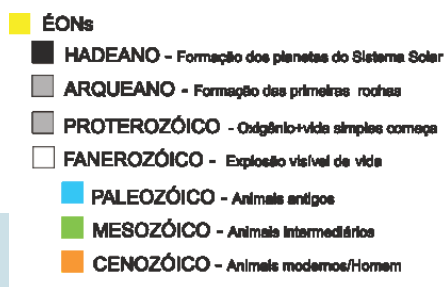 ÉONs
HADEANO - Formação dos planetas do Sistema Solar
ARQUEANO - Formação das primeiras rochas
PROTEROZÓICO - Oxigênio+vida simples começa
FANEROZÓICO - Explosão visível de vida
PALEOZÓICO - Animais antigos
MESOZÓICO - Animais intermediários
CENOZÓICO - Animais modernos/Homem